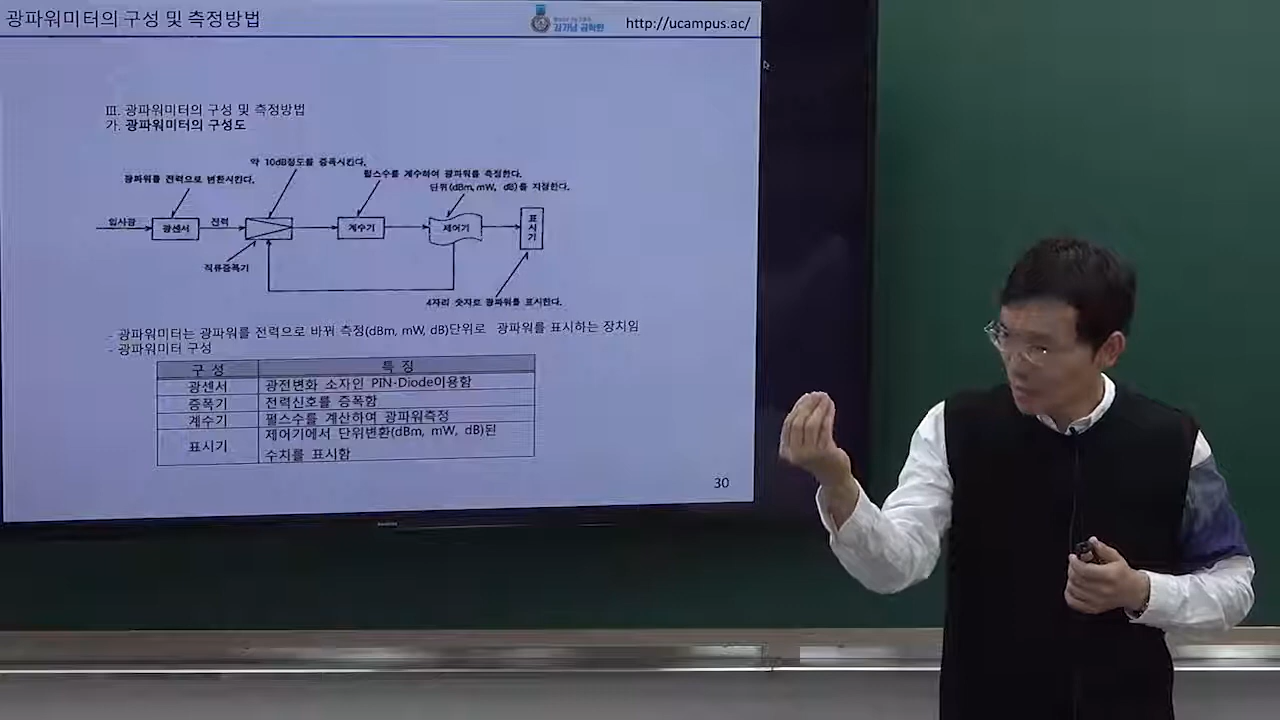 광파워미터의 구성 및 측정방법
김기남 공학원
http://ucampus.ac/
Ⅲ. 광파워미터의 구성 및 측정방법
가. 광파워미터의 구성도
약 10dB정도를 증폭시킨다.
광파워를 전력으로 변환시킨다.
펄스수를 계수하여 광파워를 측정한다.
단위(dBm, mW, dB)를 지정한다.
입사광
광센서
전력
계수기
제어기
표시기
직류증폭기
4자리 숫자로 광파워를 표시한다.
- 광파워미터는 광파워를 전력으로 바꿔 측정(dBm, mW, dB)단위로 광파워를 표시하는 장치임
- 광파워미터 구성
구 성 특 징
광센서 광전변화 소자인 PIN-Diode이용함
증폭기 전력신호를 증폭함
계수기 펄스수를 계산하여 광파워측정
표시기 제어기에서 단위변환(dBm, mW, dB)된
수치를 표시함
30